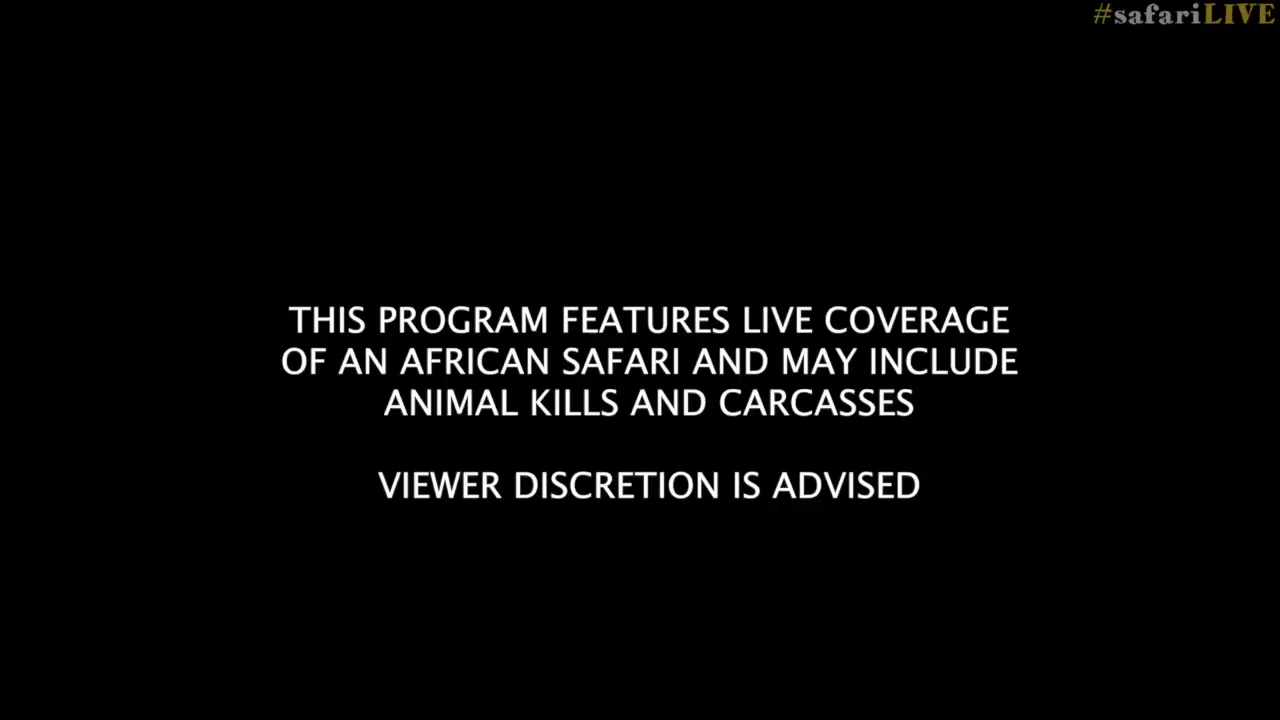 #safariLIVE
THIS PROGRAM FEATURES LIVE COVERAGE
OF AN AFRICAN SAFARI AND MAY INCLUDE
ANIMAL KILLS AND CARCASSES
VIEWER DISCRETION IS ADVISED